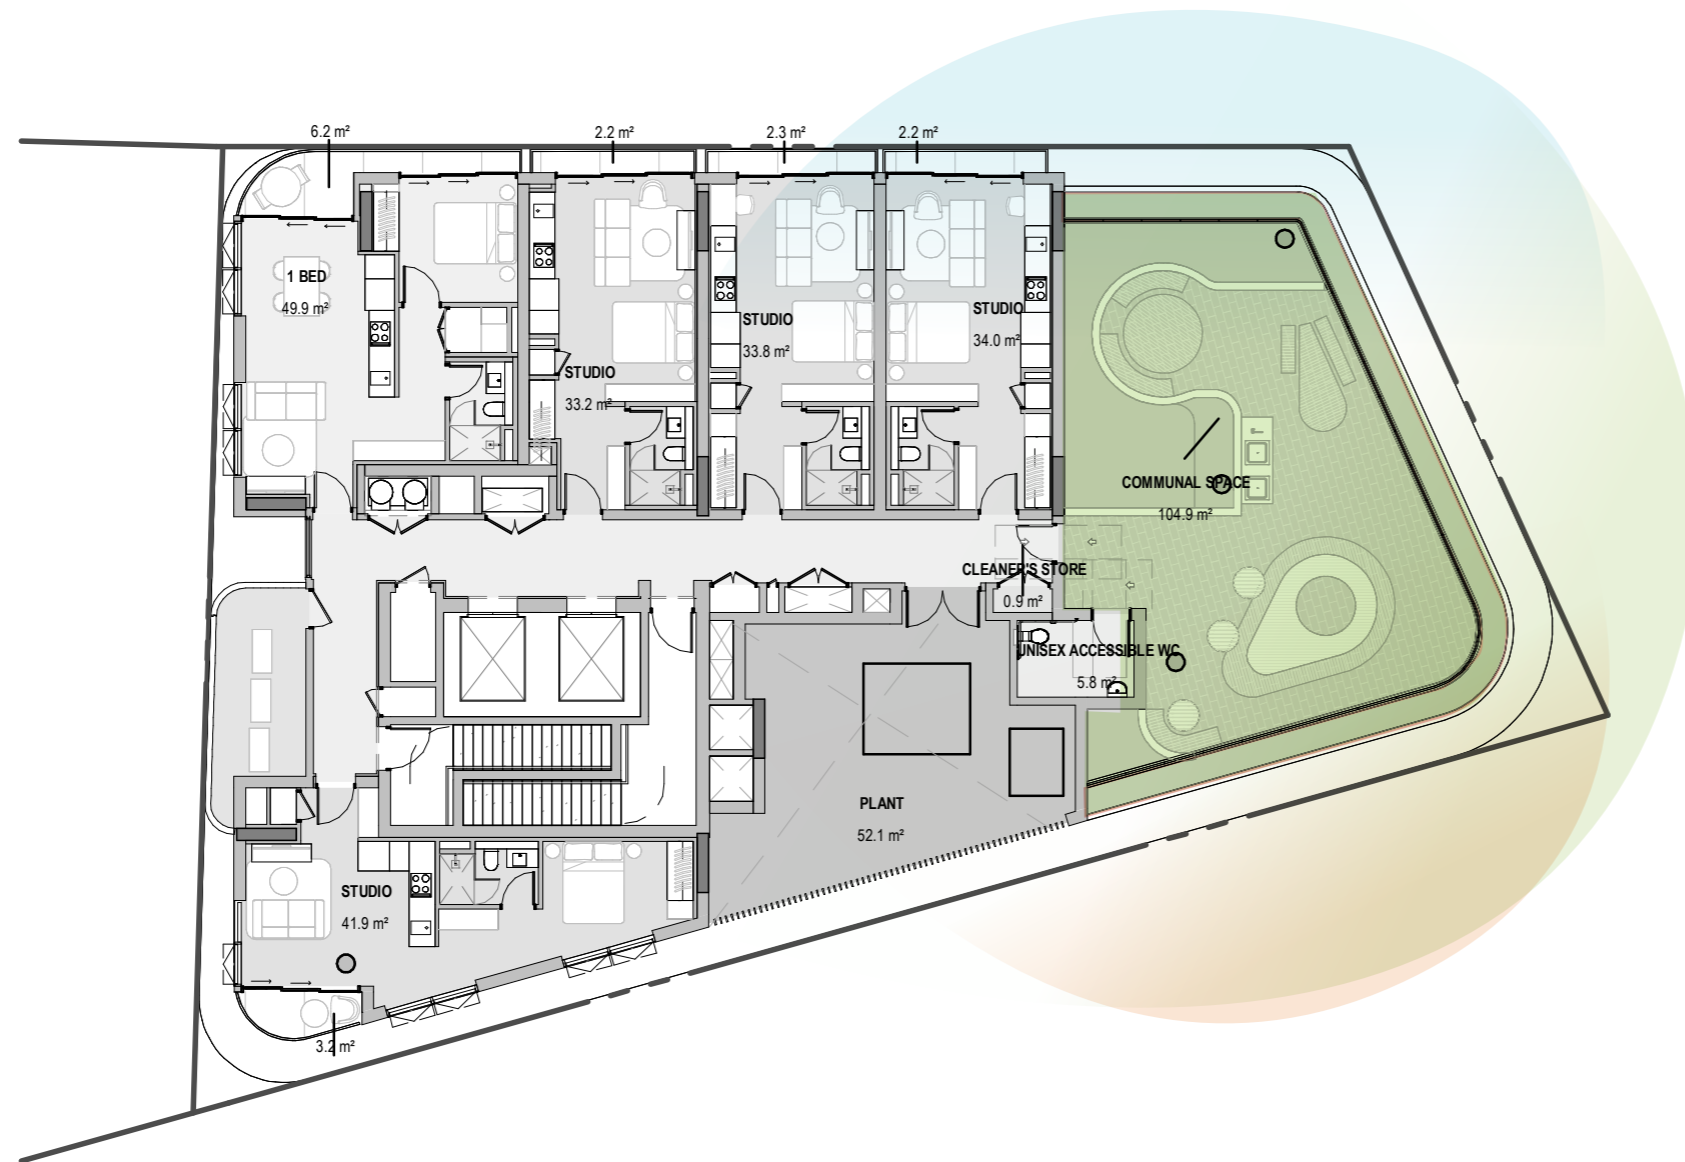 6.2 m²
2.2 m²
2.3 m²
2.2 m²
1 BED
49.9 m²
STUDIO
33.2 m²
STUDIO
33.8 m²
STUDIO
34.0 m²
COMMUNAL SPACE
104.9 m²
CLEANER'S STORE
0.9 m²
UNISEX ACCESSIBLE WC
5.8 m²
PLANT
52.1 m²
STUDIO
41.9 m²
3.2 m²